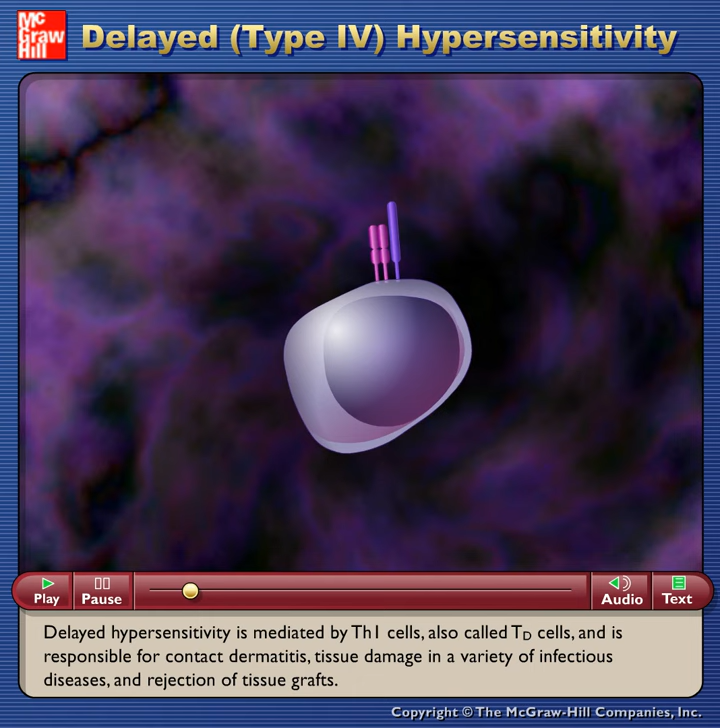 Mc
Graw
Hill
Delayed (Type IV) Hypersensitivity
Play
Pause
Audio
Text
Delayed hypersensitivity is mediated by Th1 cells, also called TD cells, and is
responsible for contact dermatitis, tissue damage in a variety of infectious
diseases, and rejection of tissue grafts.
Copyright © The McGraw-Hill Companies, Inc.